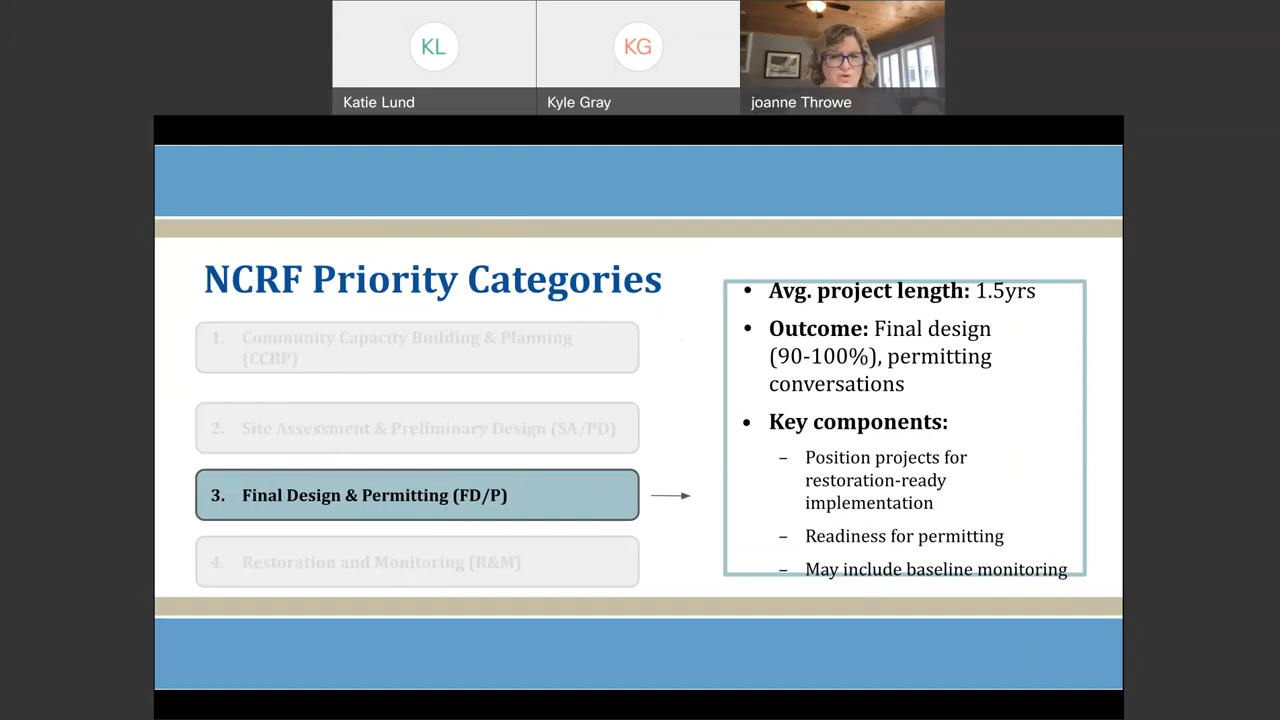 KL
KG
Katie Lund
Kyle Gray
joanne Throwe
NCRF Priority Categories
1. Community Capacity Building & Planning
(CCBP)
2. Site Assessment & Preliminary Design (SA/PD)
3. Final Design & Permitting (FD/P)
4. Restoration and Monitoring (R&M)
• Avg. project length: 1.5yrs
• Outcome: Final design
(90-100%), permitting
conversations
• Key components:
– Position projects for
restoration-ready
implementation
– Readiness for permitting
– May include baseline monitoring